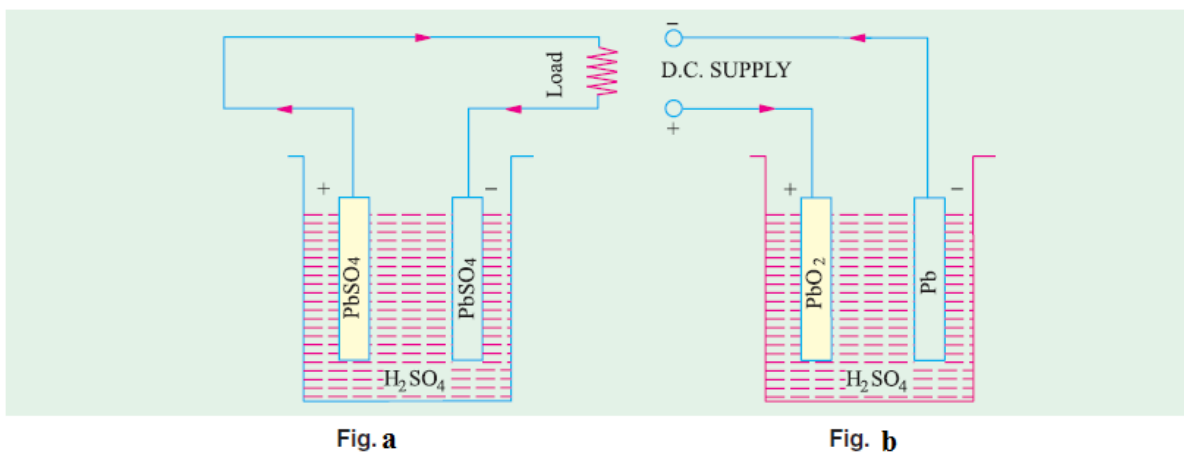 Load
+
−
PbSO₄
PbSO₄
H₂SO₄
Fig. a
−
D.C. SUPPLY
+
+
−
PbO₂
Pb
H₂SO₄
Fig. b